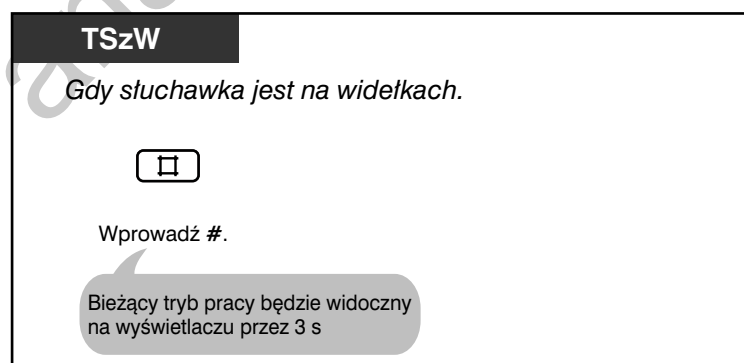 TSzW
Gdy słuchawka jest na widełkach.
Wprowadź #.
Bieżący tryb pracy będzie widoczny
na wyświetlaczu przez 3 s